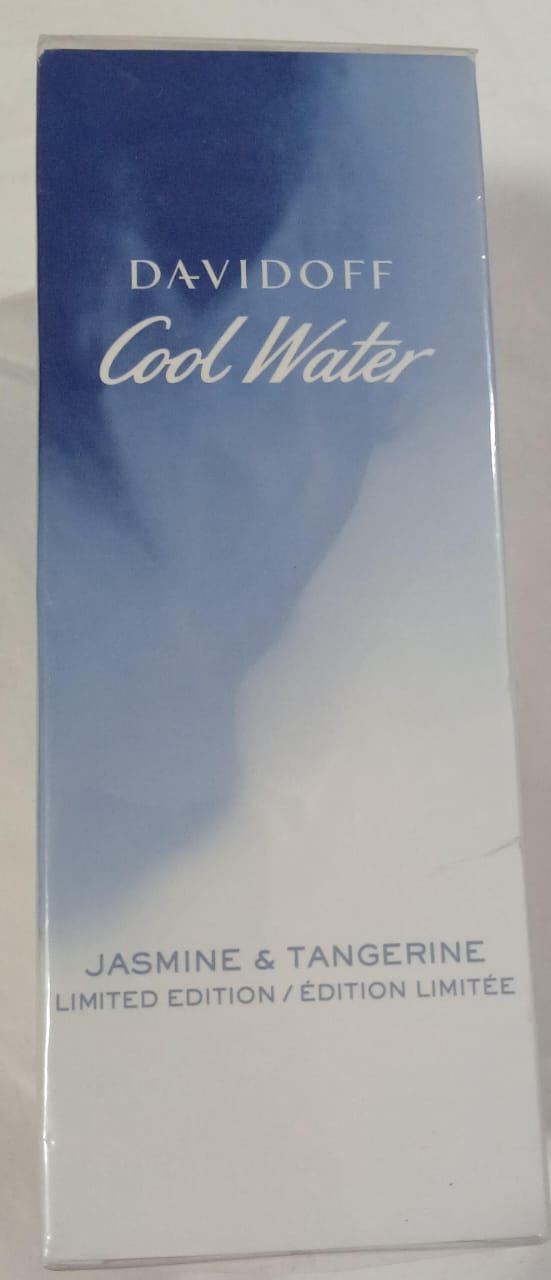 DAVIDOFF
Cool Water
JASMINE & TANGERINE
LIMITED EDITION / ÉDITION LIMITÉE